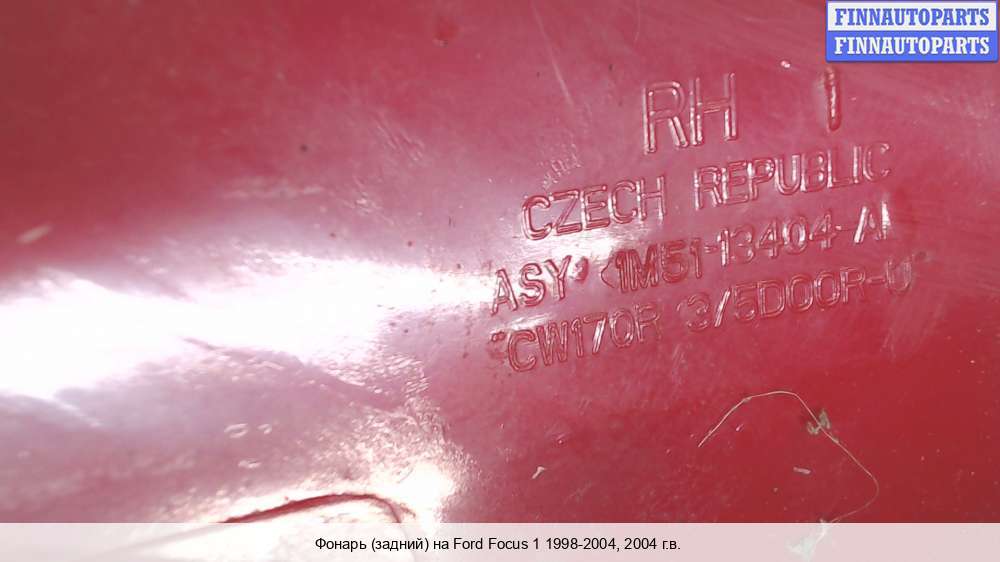 FINNAUTOPARTS
FINNAUTOPARTS
RH 1
CZECH REPUBLIC
ASY <1M51-13404-A
"CW170R 3/5D00R-U"
Фонарь (задний) на Ford Focus 1 1998-2004, 2004 г.в.